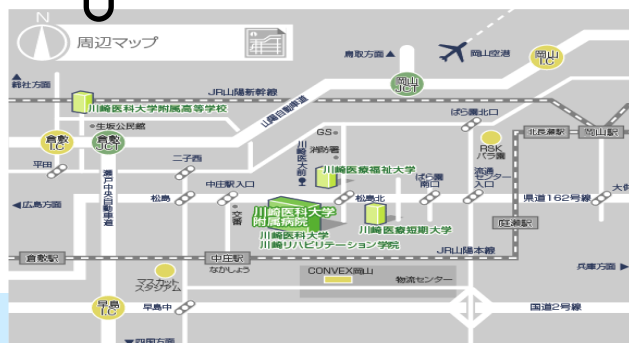 N
周辺マップ
鳥取方面▲
岡山空港
岡山
I.C
岡山
JCT
▲
総社方面
JR山陽新幹線
川崎医科大学附属高等学校
山陽自動車道
生坂公民館
倉敷
I.C
倉敷
JCT
平田
二子西
川崎医大前
GS
消防署
ばら園北口
RSK
バラ園
北長瀬駅
岡山駅
川崎医療福祉大学
ばら園
南口
流通
センター
入口
◀広島方面
瀬戸中央自動車道
松島
中庄駅入口
交番
松島北
県道162号線
川崎医科大学
附属病院
川崎医療短期大学
庭瀬駅
川崎医科大学
川崎リハビリテーション学院
JR山陽本線
倉敷駅
中庄駅
なかしょう
兵庫方面▶
マスカット
スタジアム
CONVEX岡山
物流センター
早島
I.C
早島中
国道2号線
▼四国方面